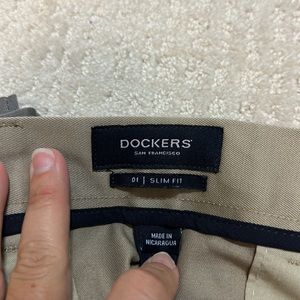 DOCKERS
SAN FRANCISCO
01 | SLIM FIT
MADE IN
NICARAGUA